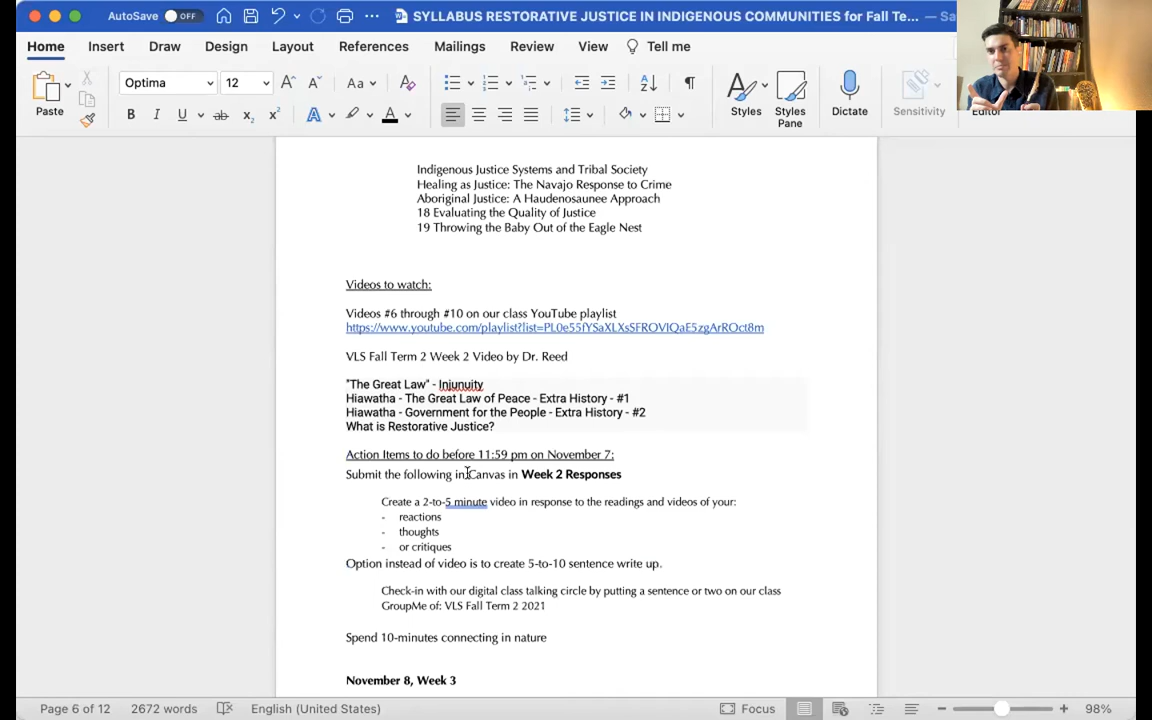 AutoSave OFF SYLLABUS RESTORATIVE JUSTICE IN INDIGENOUS COMMUNITIES for Fall Te... — Sa
Home Insert Draw Design Layout References Mailings Review View Tell me
Optima 12
Paste Styles Styles Pane Dictate Sensitivity Editor
Indigenous Justice Systems and Tribal Society
Healing as Justice: The Navajo Response to Crime
Aboriginal Justice: A Haudenosaunee Approach
18 Evaluating the Quality of Justice
19 Throwing the Baby Out of the Eagle Nest
Videos to watch:
Videos #6 through #10 on our class YouTube playlist
https://www.youtube.com/playlist?list=PL0e55fYSaXLXsSFROVIQaE5zgArROct8m
VLS Fall Term 2 Week 2 Video by Dr. Reed
"The Great Law" - Injunuity
Hiawatha - The Great Law of Peace - Extra History - #1
Hiawatha - Government for the People - Extra History - #2
What is Restorative Justice?
Action Items to do before 11:59 pm on November 7:
Submit the following in Canvas in Week 2 Responses
Create a 2-to-5 minute video in response to the readings and videos of your:
- reactions
- thoughts
- or critiques
Option instead of video is to create 5-to-10 sentence write up.
Check-in with our digital class talking circle by putting a sentence or two on our class
GroupMe of: VLS Fall Term 2 2021
Spend 10-minutes connecting in nature
November 8, Week 3
Page 6 of 12 2672 words English (United States) Focus 98%